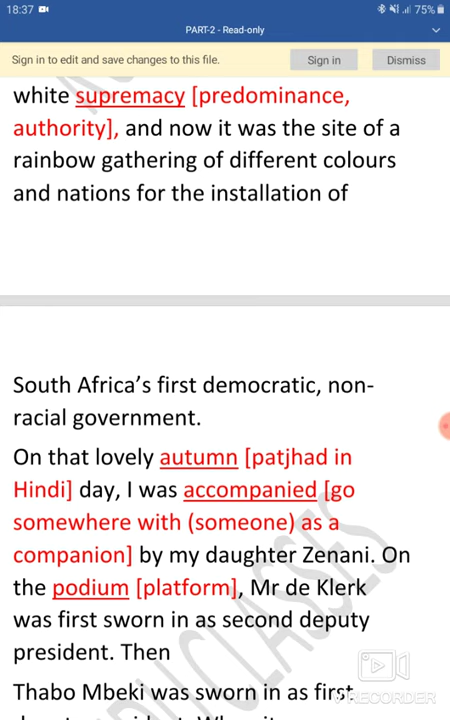 18:37
75%
PART-2 - Read-only
Sign in to edit and save changes to this file.
Sign in
Dismiss
white supremacy [predominance,
authority], and now it was the site of a
rainbow gathering of different colours
and nations for the installation of
South Africa’s first democratic, non-
racial government.
On that lovely autumn [patjhad in
Hindi] day, I was accompanied [go
somewhere with (someone) as a
companion] by my daughter Zenani. On
the podium [platform], Mr de Klerk
was first sworn in as second deputy
president. Then
Thabo Mbeki was sworn in as first
RECORDER
CLASSES